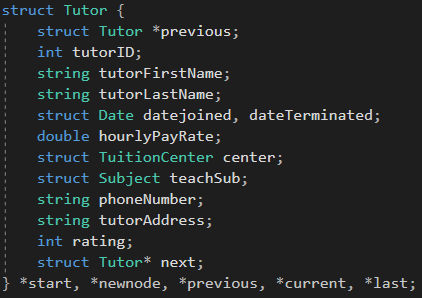 struct Tutor {
struct Tutor *previous;
int tutorID;
string tutorFirstName;
string tutorLastName;
struct Date datejoined, dateTerminated;
double hourlyPayRate;
struct TuitionCenter center;
struct Subject teachSub;
string phoneNumber;
string tutorAddress;
int rating;
struct Tutor* next;
} *start, *newnode, *previous, *current, *last;